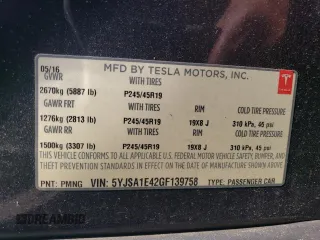 05/16 MFD BY TESLA MOTORS, INC.
GVWR WITH TIRES
2670kg (5887 lb) P245/45R19
GAWR FRT WITH TIRES RIM COLD TIRE PRESSURE
1276kg (2813 lb) P245/45R19 19X8 J 310 kPa, 45 psi
GAWR RR WITH TIRES RIM COLD TIRE PRESSURE
1500kg (3307 lb) P245/45R19 19X8 J 310 kPa, 45 psi
THIS VEHICLE CONFORMS TO ALL APPLICABLE U.S. FEDERAL MOTOR VEHICLE SAFETY, BUMPER,
AND THEFT PREVENTION STANDARDS IN EFFECT ON THE DATE OF MANUFACTURE SHOWN ABOVE.
PNT: PMNG VIN: 5YJSA1E42GF139758 TYPE: PASSENGER CAR
TESLA
DREAMBID